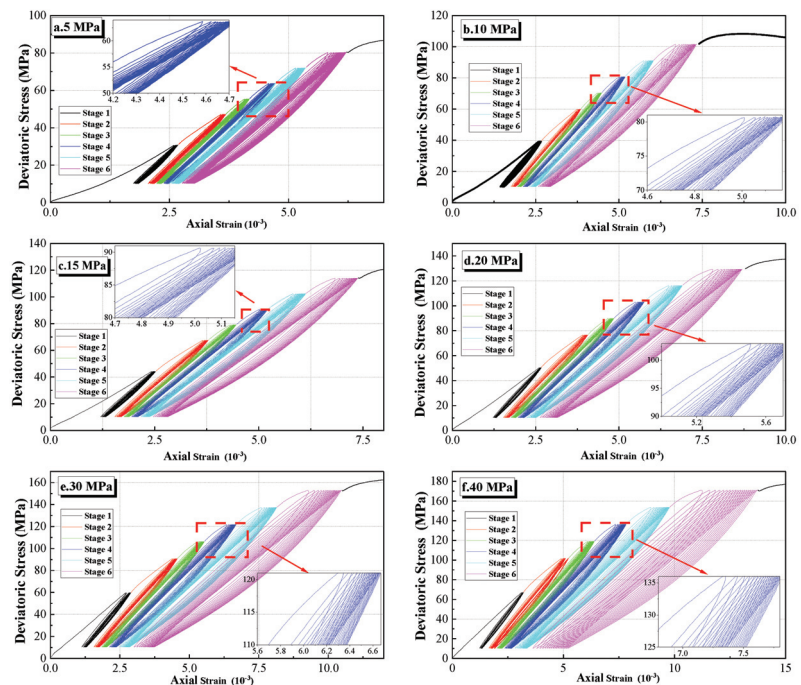 a.5 MPa
100
80
60
40
20
0
Deviatoric Stress (MPa)
0.0
2.5
5.0
Axial Strain (10⁻³)
Stage 1
Stage 2
Stage 3
Stage 4
Stage 5
Stage 6
60
55
50
4.2
4.3
4.4
4.5
4.6
4.7
b.10 MPa
120
100
80
60
40
20
0
Deviatoric Stress (MPa)
0.0
2.5
5.0
7.5
10.0
Axial Strain (10⁻³)
Stage 1
Stage 2
Stage 3
Stage 4
Stage 5
Stage 6
80
75
70
4.6
4.8
5.0
c.15 MPa
140
120
100
80
60
40
20
0
Deviatoric Stress (MPa)
0.0
2.5
5.0
7.5
Axial Strain (10⁻³)
Stage 1
Stage 2
Stage 3
Stage 4
Stage 5
Stage 6
90
85
80
4.7
4.8
4.9
5.0
5.1
d.20 MPa
140
120
100
80
60
40
20
0
Deviatoric Stress (MPa)
0.0
2.5
5.0
7.5
10.0
Axial Strain (10⁻³)
Stage 1
Stage 2
Stage 3
Stage 4
Stage 5
Stage 6
100
95
90
5.2
5.6
e.30 MPa
160
140
120
100
80
60
40
20
0
Deviatoric Stress (MPa)
0.0
2.5
5.0
7.5
10.0
Axial Strain (10⁻³)
Stage 1
Stage 2
Stage 3
Stage 4
Stage 5
Stage 6
120
115
110
5.6
5.8
6.0
6.2
6.4
6.6
f.40 MPa
180
160
140
120
100
80
60
40
20
0
Deviatoric Stress (MPa)
0
5
10
15
Axial Strain (10⁻³)
Stage 1
Stage 2
Stage 3
Stage 4
Stage 5
Stage 6
135
130
125
7.0
7.5